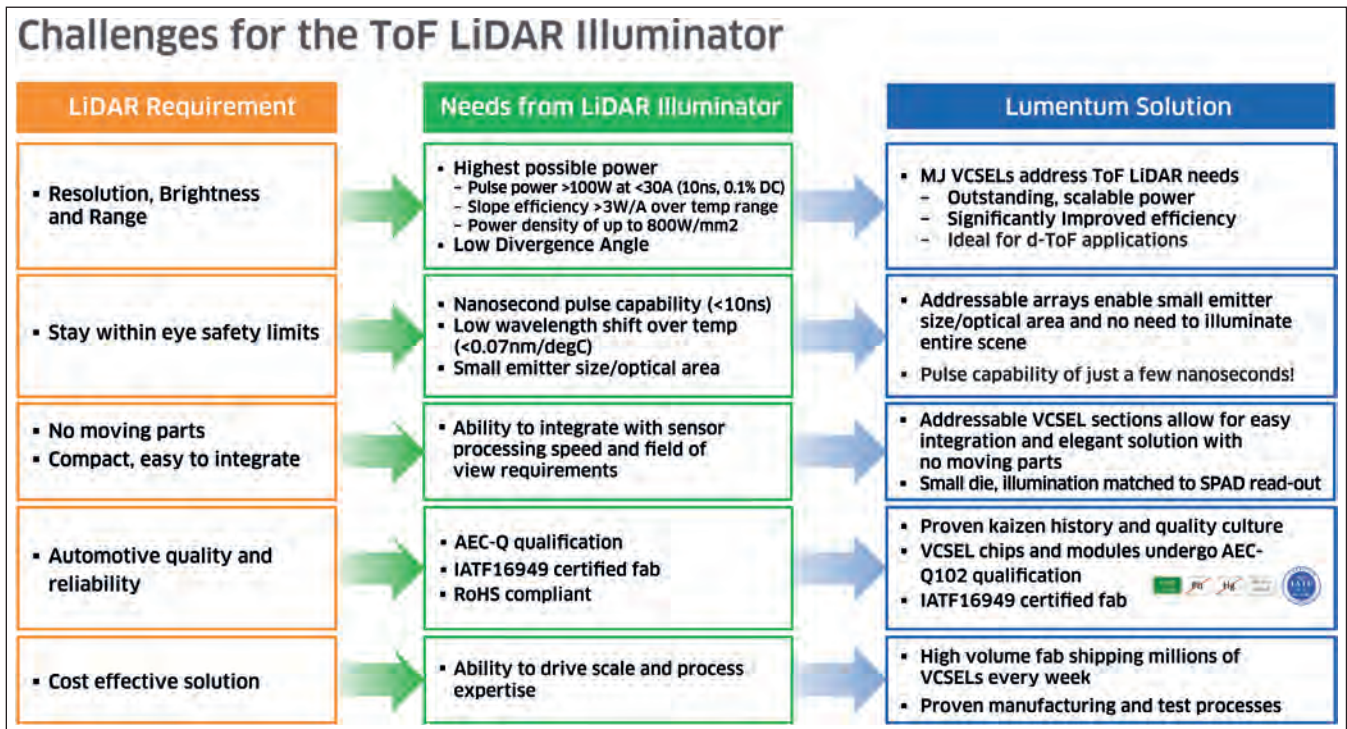 Challenges for the ToF LiDAR Illuminator
LiDAR Requirement
Needs from LiDAR Illuminator
Lumentum Solution
▪ Resolution, Brightness
and Range
▪ Highest possible power
– Pulse power >100W at <30A (10ns, 0.1% DC)
– Slope efficiency >3W/A over temp range
– Power density of up to 800W/mm2
▪ Low Divergence Angle
▪ MJ VCSELs address ToF LiDAR needs
– Outstanding, scalable power
– Significantly Improved efficiency
– Ideal for d-ToF applications
▪ Stay within eye safety limits
▪ Nanosecond pulse capability (<10ns)
▪ Low wavelength shift over temp
(<0.07nm/degC)
▪ Small emitter size/optical area
▪ Addressable arrays enable small emitter
size/optical area and no need to illuminate
entire scene
▪ Pulse capability of just a few nanoseconds!
▪ No moving parts
▪ Compact, easy to integrate
▪ Ability to integrate with sensor
processing speed and field of
view requirements
▪ Addressable VCSEL sections allow for easy
integration and elegant solution with
no moving parts
▪ Small die, illumination matched to SPAD read-out
▪ Automotive quality and
reliability
▪ AEC-Q qualification
▪ IATF16949 certified fab
▪ RoHS compliant
▪ Proven kaizen history and quality culture
▪ VCSEL chips and modules undergo AEC-
Q102 qualification
▪ IATF16949 certified fab
Pb
Hg
IATF
▪ Cost effective solution
▪ Ability to drive scale and process
expertise
▪ High volume fab shipping millions of
VCSELs every week
▪ Proven manufacturing and test processes